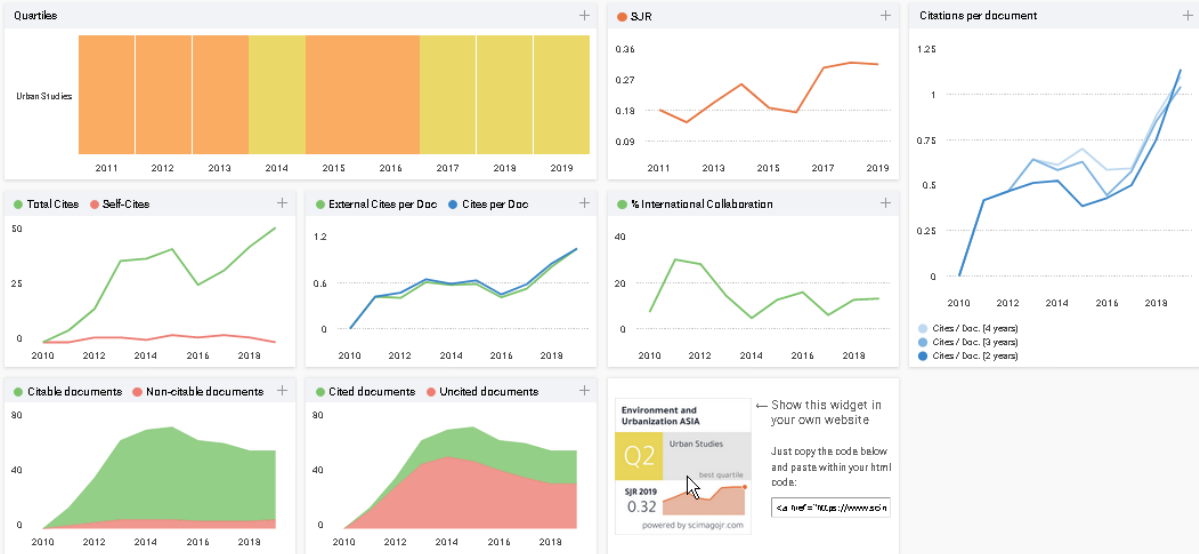 Quartiles +
Urban Studies
2011 2012 2013 2014 2015 2016 2017 2018 2019
SJR +
0.36
0.27
0.18
0.09
2011 2013 2015 2017 2019
Citations per document +
1.25
1
0.75
0.5
0.25
0
2010 2012 2014 2016 2018
Cites / Doc. (4 years)
Cites / Doc. (3 years)
Cites / Doc. (2 years)
Total Cites Self-Cites +
50
25
0
2010 2012 2014 2016 2018
External Cites per Doc Cites per Doc +
1.2
0.6
0
2010 2012 2014 2016 2018
% International Collaboration +
40
20
0
2010 2012 2014 2016 2018
Citable documents Non-citable documents +
80
40
0
2010 2012 2014 2016 2018
Cited documents Uncited documents +
80
40
0
2010 2012 2014 2016 2018
Environment and
Urbanization ASIA
Q2
Urban Studies
best quartile
SJR 2019
0.32
powered by scimagojr.com
← Show this widget in
your own website
Just copy the code below
and paste within your html
code:
<a href="https://www.scim